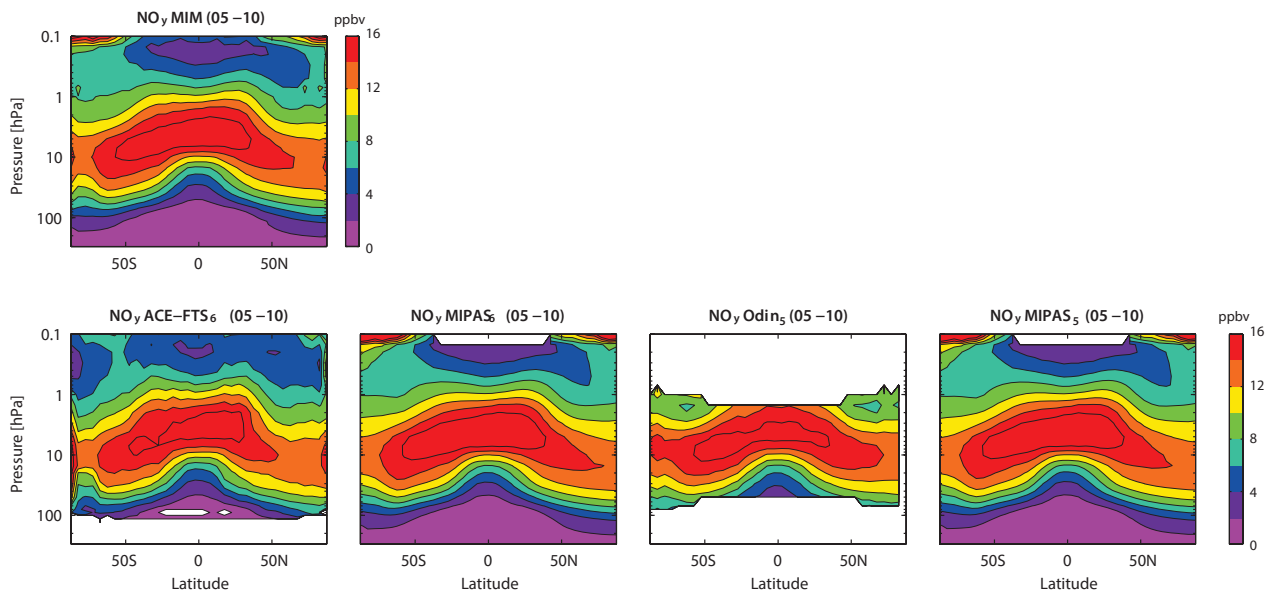 NOy MIM (05 −10)
ppbv
0.1
1
10
100
Pressure [hPa]
50S 0 50N
16
12
8
4
0
NOy ACE−FTS6 (05 −10)
NOy MIPAS6 (05 −10)
NOy Odin5 (05 −10)
NOy MIPAS5 (05 −10)
ppbv
0.1
1
10
100
Pressure [hPa]
50S 0 50N
50S 0 50N
50S 0 50N
50S 0 50N
Latitude
Latitude
Latitude
Latitude
16
12
8
4
0